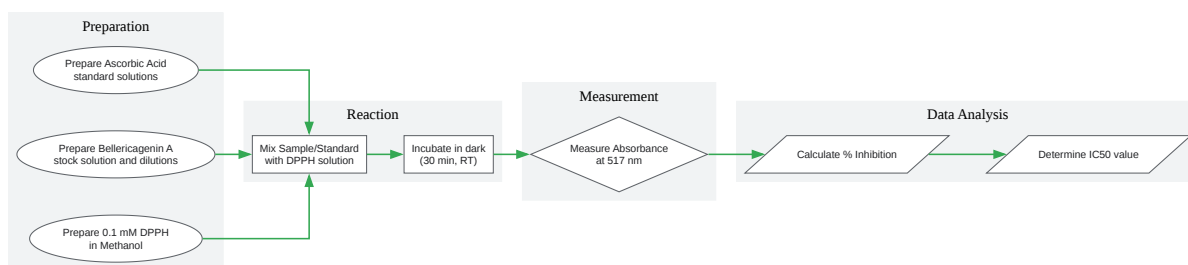 Preparation
Prepare Ascorbic Acid
standard solutions
Prepare Bellericagenin A
stock solution and dilutions
Prepare 0.1 mM DPPH
in Methanol
Reaction
Mix Sample/Standard
with DPPH solution
Incubate in dark
(30 min, RT)
Measurement
Measure Absorbance
at 517 nm
Data Analysis
Calculate % Inhibition
Determine IC50 value